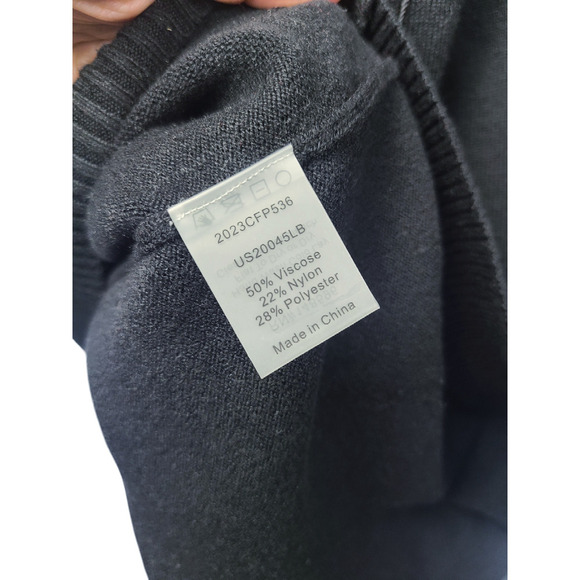 2023CFP536
US20045LB
50% Viscose
22% Nylon
28% Polyester
Made in China